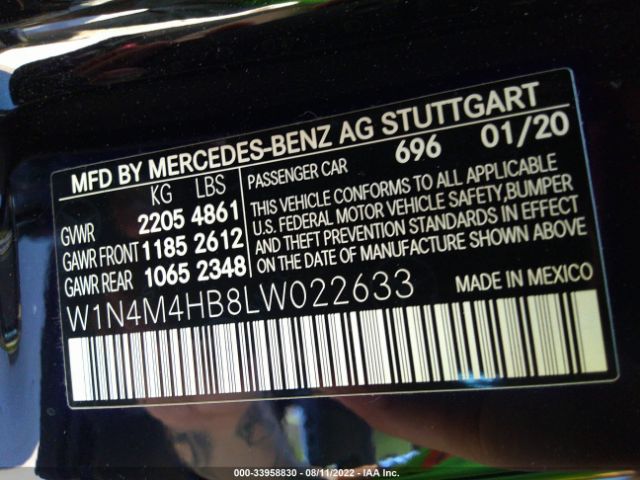 MFD BY MERCEDES-BENZ AG STUTTGART
KG LBS
GVWR 2205 4861
GAWR FRONT 1185 2612
GAWR REAR 1065 2348
PASSENGER CAR 696 01/20
THIS VEHICLE CONFORMS TO ALL APPLICABLE
U.S. FEDERAL MOTOR VEHICLE SAFETY,BUMPER
AND THEFT PREVENTION STANDARDS IN EFFECT
ON THE DATE OF MANUFACTURE SHOWN ABOVE
W1N4M4HB8LW022633 MADE IN MEXICO
000-33958830 - 08/11/2022 - IAA Inc.